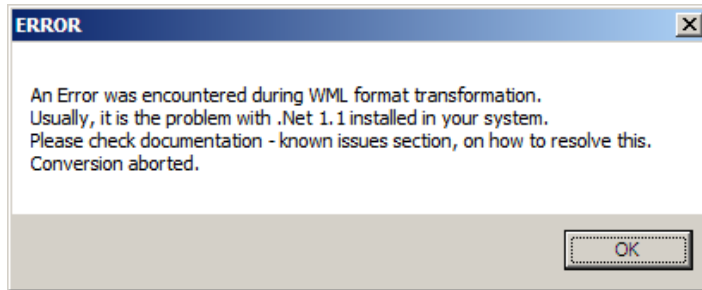 ERROR
An Error was encountered during WML format transformation.
Usually, it is the problem with .Net 1.1 installed in your system.
Please check documentation - known issues section, on how to resolve this.
Conversion aborted.
OK